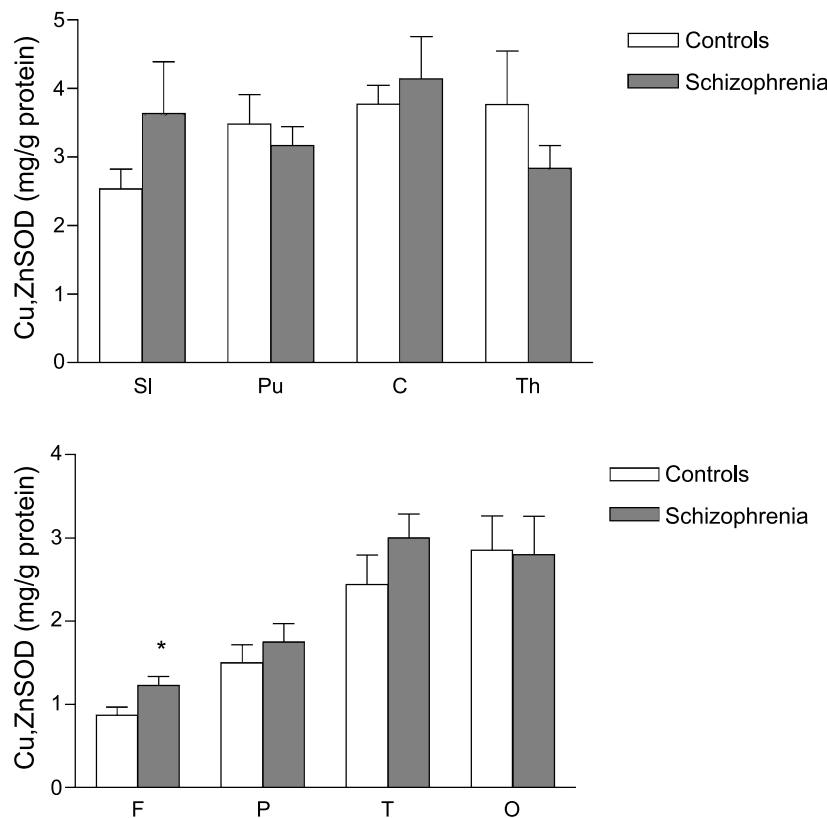 Cu,ZnSOD (mg/g protein)
5
4
3
2
1
0
SI Pu C Th
Controls
Schizophrenia
Cu,ZnSOD (mg/g protein)
4
3
2
1
0
*
F P T O
Controls
Schizophrenia